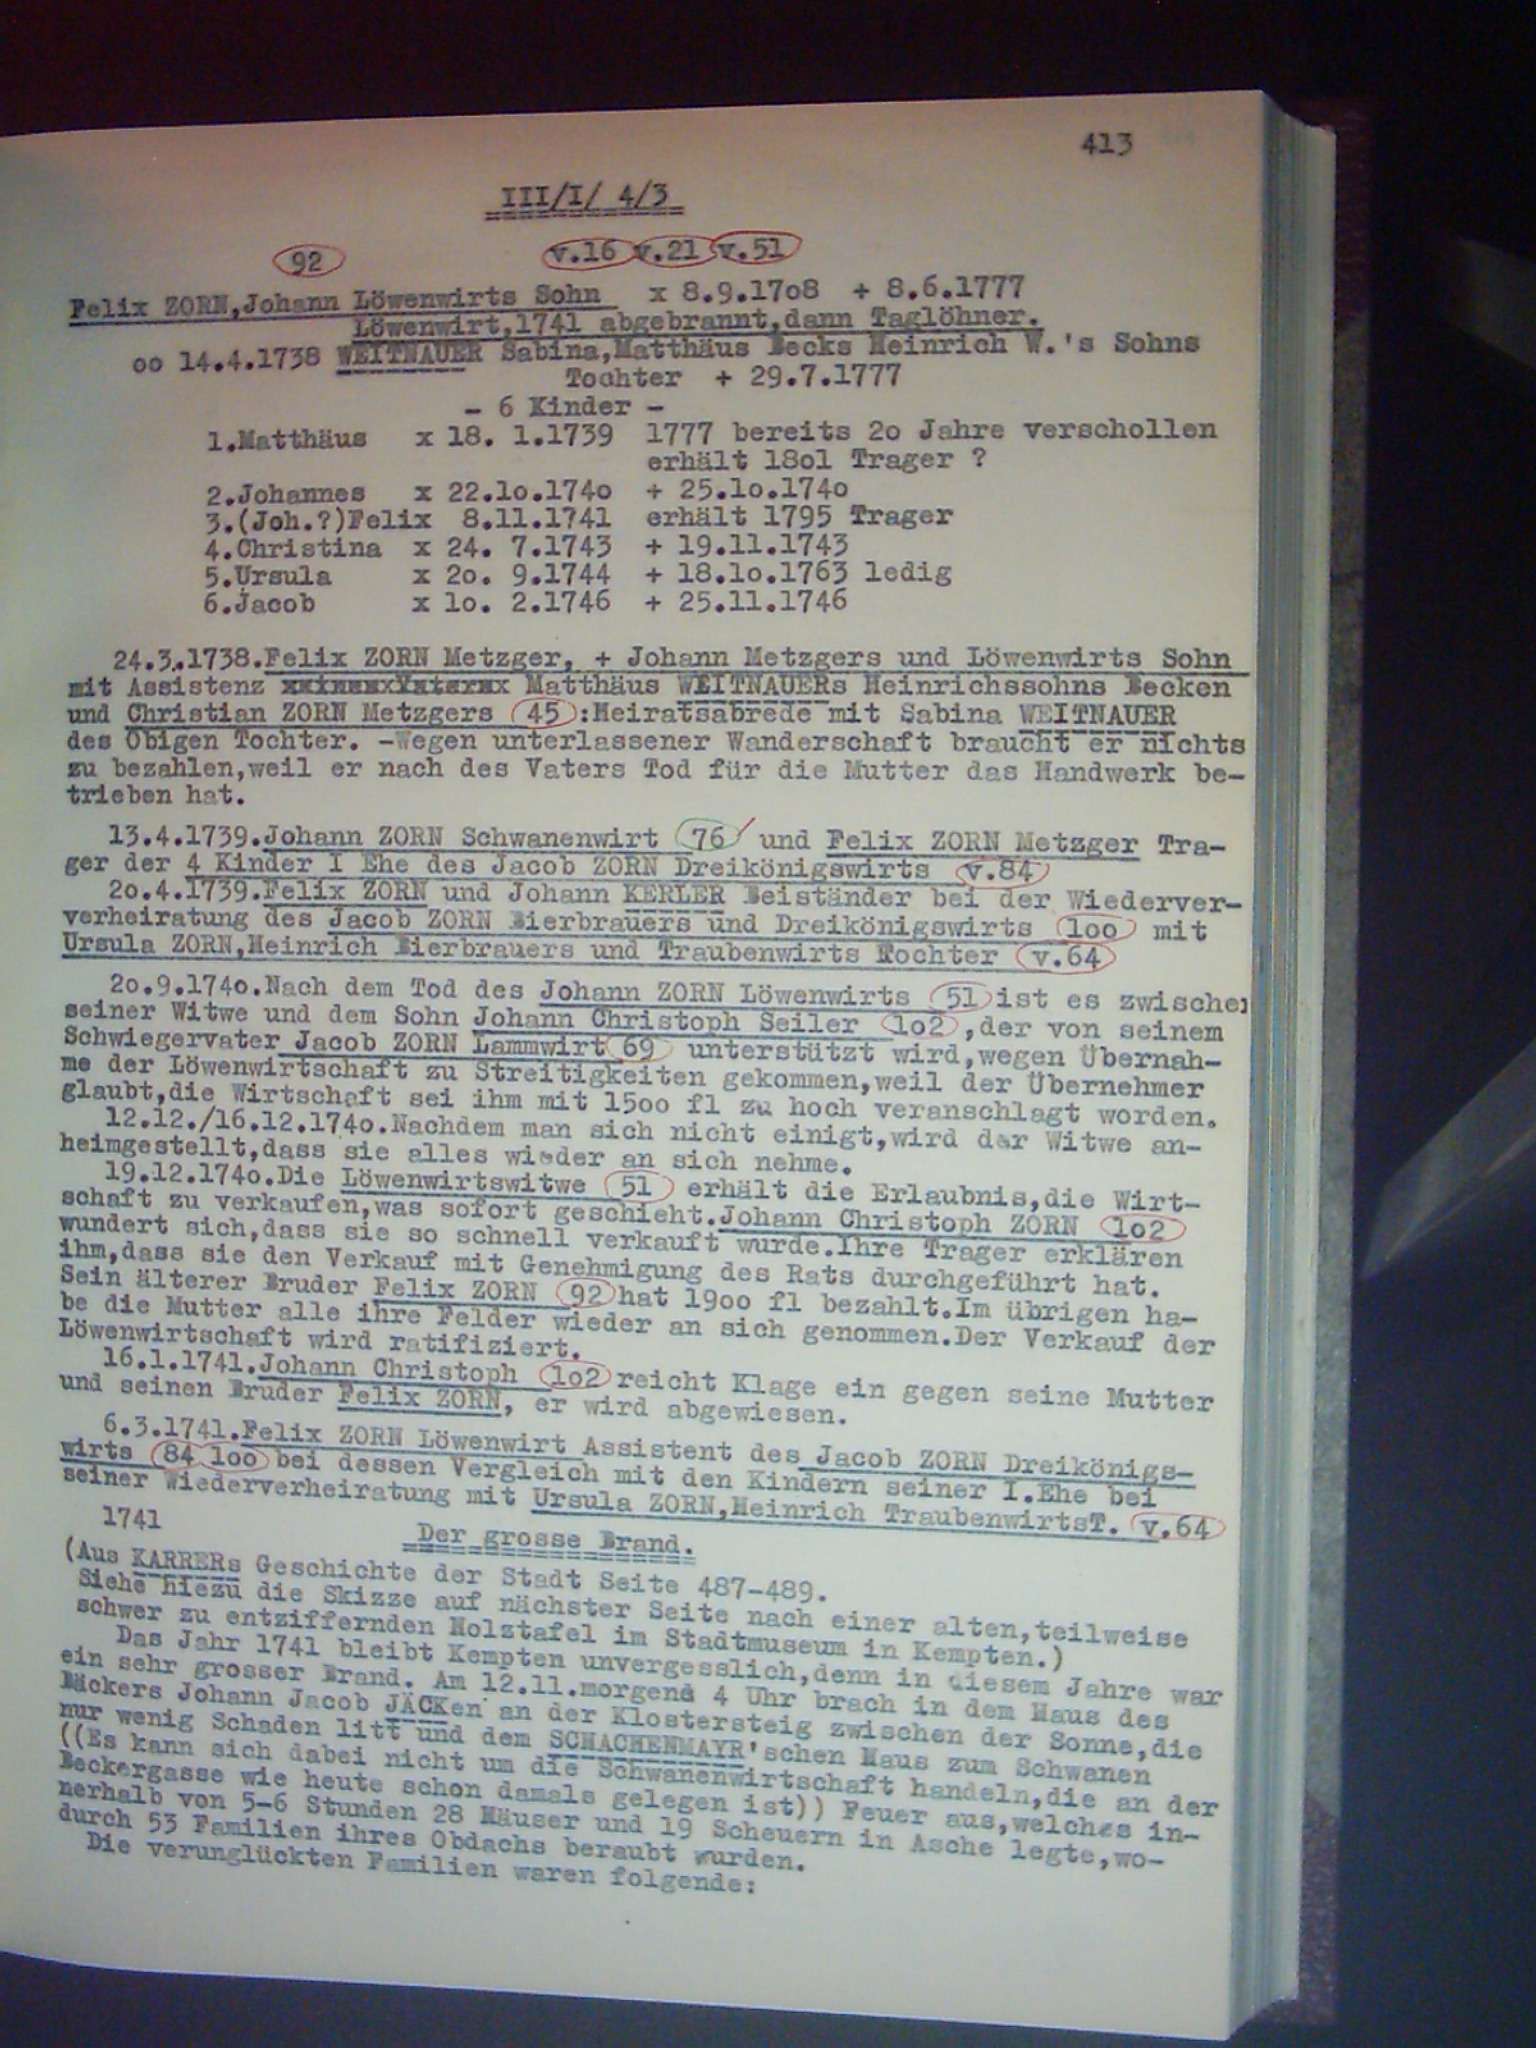 413
III/I/ 4/3
92 v.16 v.21 v.51
Felix ZORN,Johann Löwenwirts Sohn x 8.9.17o8 + 8.6.1777
Löwenwirt,1741 abgebrannt,dann Taglöhner.
oo 14.4.1738 WEITNAUER Sabina,Matthäus Becks Heinrich W.'s Sohns
Tochter + 29.7.1777
- 6 Kinder -
1.Matthäus x 18. 1.1739 1777 bereits 2o Jahre verschollen
erhält 18o1 Trager ?
2.Johannes x 22.1o.174o + 25.1o.174o
3.(Joh.?)Felix 8.11.1741 erhält 1795 Trager
4.Christina x 24. 7.1743 + 19.11.1743
5.Ursula x 2o. 9.1744 + 18.1o.1763 ledig
6.Jacob x 1o. 2.1746 + 25.11.1746
24.3.1738.Felix ZORN Metzger, + Johann Metzgers und Löwenwirts Sohn
mit Assistenz Matthäus WEITNAUERs Heinrichssohns Becken
und Christian ZORN Metzgers 45 :Heiratsabrede mit Sabina WEITNAUER
des Obigen Tochter. -Wegen unterlassener Wanderschaft braucht er nichts
zu bezahlen,weil er nach des Vaters Tod für die Mutter das Handwerk be-
trieben hat.
13.4.1739.Johann ZORN Schwanenwirt 76 und Felix ZORN Metzger Tra-
ger der 4 Kinder I Ehe des Jacob ZORN Dreikönigswirts v.84
2o.4.1739.Felix ZORN und Johann KERLER Beiständer bei der Wiederver-
verheiratung des Jacob ZORN Bierbrauers und Dreikönigswirts 1oo mit
Ursula ZORN,Heinrich Bierbrauers und Traubenwirts Tochter v.64
2o.9.174o.Nach dem Tod des Johann ZORN Löwenwirts 51 ist es zwischen
seiner Witwe und dem Sohn Johann Christoph Seiler 1o2 ,der von seinem
Schwiegervater Jacob ZORN Lammwirt 69 unterstützt wird,wegen Übernah-
me der Löwenwirtschaft zu Streitigkeiten gekommen,weil der Übernehmer
glaubt,die Wirtschaft sei ihm mit 15oo fl zu hoch veranschlagt worden.
12.12./16.12.174o.Nachdem man sich nicht einigt,wird der Witwe an-
heimgestellt,dass sie alles wieder an sich nehme.
19.12.174o.Die Löwenwirtswitwe 51 erhält die Erlaubnis,die Wirt-
schaft zu verkaufen,was sofort geschieht.Johann Christoph ZORN 1o2
wundert sich,dass sie so schnell verkauft wurde.Ihre Trager erklären
ihm,dass sie den Verkauf mit Genehmigung des Rats durchgeführt hat.
Sein älterer Bruder Felix ZORN 92 hat 19oo fl bezahlt.Im übrigen ha-
be die Mutter alle ihre Felder wieder an sich genommen.Der Verkauf der
Löwenwirtschaft wird ratifiziert.
16.1.1741.Johann Christoph 1o2 reicht Klage ein gegen seine Mutter
und seinen Bruder Felix ZORN, er wird abgewiesen.
6.3.1741.Felix ZORN Löwenwirt Assistent des Jacob ZORN Dreikönigs-
wirts 84 1oo bei dessen Vergleich mit den Kindern seiner I.Ehe bei
seiner Wiederverheiratung mit Ursula ZORN,Heinrich TraubenwirtsT. v.64
1741
Der grosse Brand.
(Aus KARRERs Geschichte der Stadt Seite 487-489.
Siehe hiezu die Skizze auf nächster Seite nach einer alten,teilweise
schwer zu entziffernden Holztafel im Stadtmuseum in Kempten.)
Das Jahr 1741 bleibt Kempten unvergesslich,denn in diesem Jahre war
ein sehr grosser Brand. Am 12.11.morgens 4 Uhr brach in dem Haus des
Bäckers Johann Jacob JÄCKen an der Klostersteig zwischen der Sonne,die
nur wenig Schaden litt und dem SCHACHENMAYR'schen Haus zum Schwanen
((Es kann sich dabei nicht um die Schwanenwirtschaft handeln,die an der
Beckergasse wie heute schon damals gelegen ist)) Feuer aus,welches in-
nerhalb von 5-6 Stunden 28 Häuser und 19 Scheuern in Asche legte,wo-
durch 53 Familien ihres Obdachs beraubt wurden.
Die verunglückten Familien waren folgende: